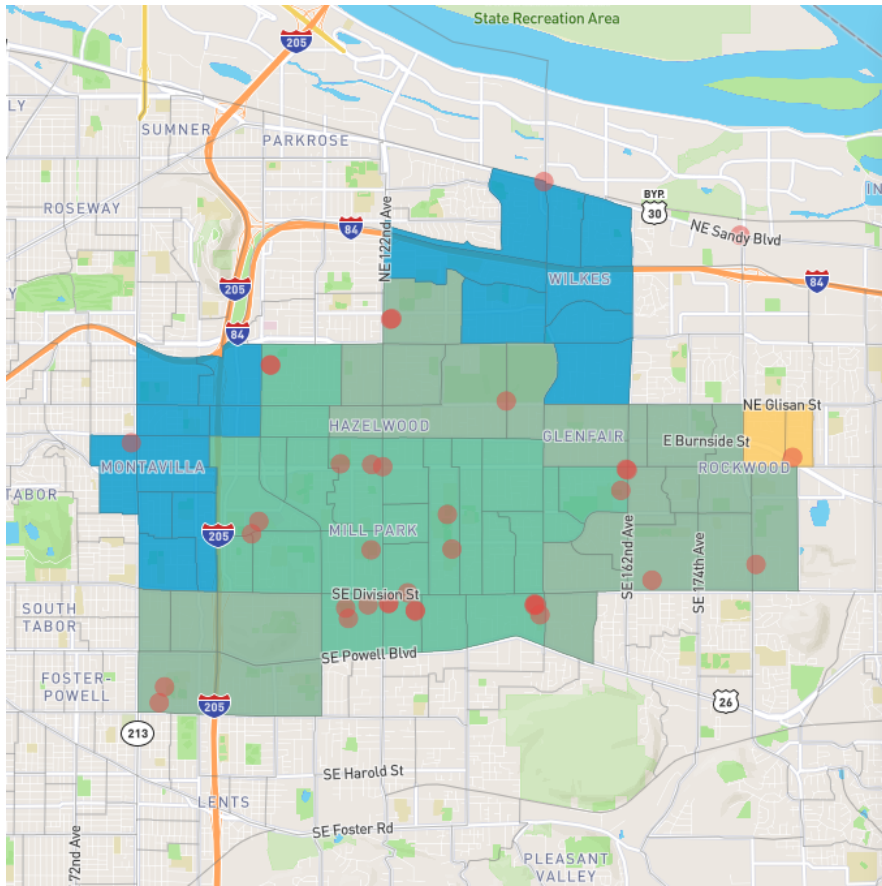 State Recreation Area
205
LY
SUMNER
PARKROSE
ROSEWAY
NE 122nd Ave
84
BYP.
30
NE Sandy Blvd
205
WILKES
84
84
NE Glisan St
HAZELWOOD
GLENFAIR
E Burnside St
MONTAVILLA
ROCKWOOD
TABOR
205
MILL PARK
SE 162nd Ave
SE 174th Ave
SE Division St
SOUTH
TABOR
SE Powell Blvd
FOSTER-
POWELL
205
26
213
SE Harold St
LENTS
SE Foster Rd
72nd Ave
PLEASANT
VALLEY